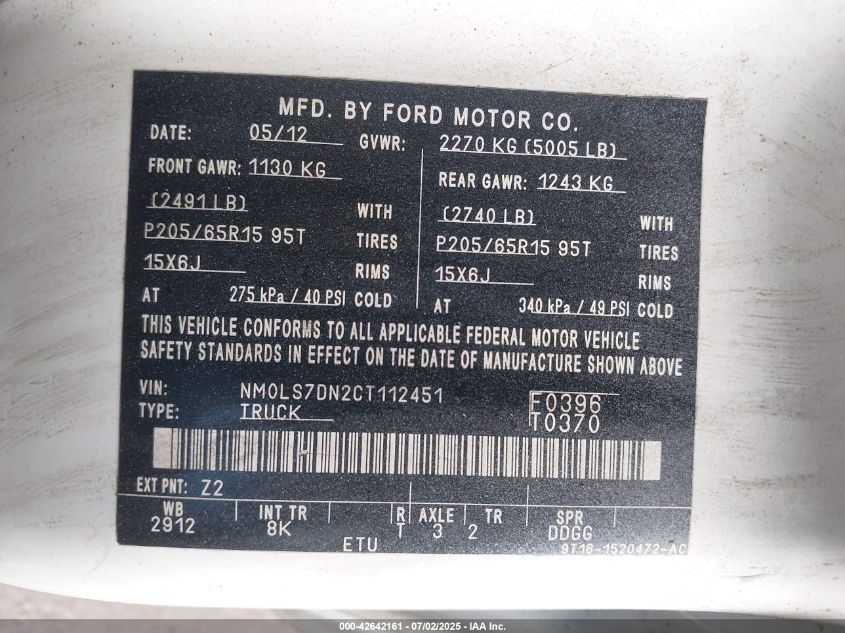 MFD. BY FORD MOTOR CO.
DATE: 05/12 GVWR: 2270 KG (5005 LB)
FRONT GAWR: 1130 KG REAR GAWR: 1243 KG
(2491 LB) WITH (2740 LB) WITH
P205/65R15 95T TIRES P205/65R15 95T TIRES
15X6J RIMS 15X6J RIMS
AT 275 kPa / 40 PSI COLD AT 340 kPa / 49 PSI COLD
THIS VEHICLE CONFORMS TO ALL APPLICABLE FEDERAL MOTOR VEHICLE
SAFETY STANDARDS IN EFFECT ON THE DATE OF MANUFACTURE SHOWN ABOVE
VIN: NM0LS7DN2CT112451 F0396
TYPE: TRUCK T0370
EXT PNT: Z2
WB INT TR R AXLE TR SPR
2912 8K T 3 2 DDGG
ETU 9T16-1520472-AC
000-42642161 - 07/02/2025 - IAA Inc.